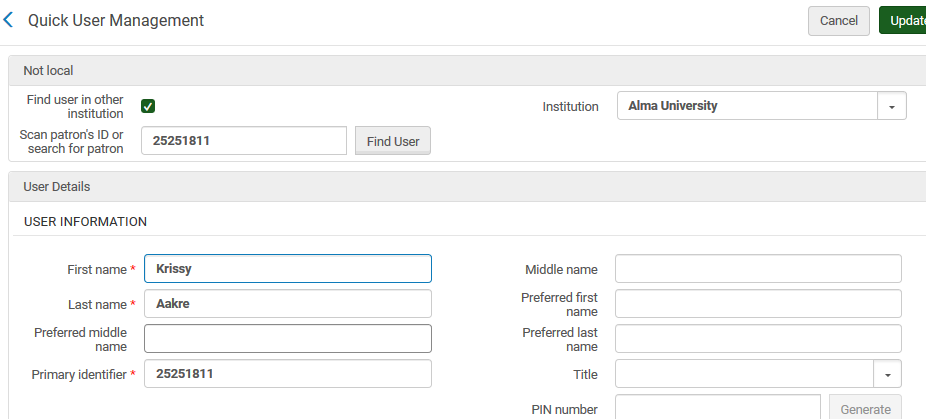 Quick User Management
Cancel
Update
Not local
Find user in other
institution
Institution
Alma University
Scan patron's ID or
search for patron
25251811
Find User
User Details
USER INFORMATION
First name *
Krissy
Middle name
Last name *
Aakre
Preferred first
name
Preferred middle
name
Preferred last
name
Primary identifier *
25251811
Title
PIN number
Generate